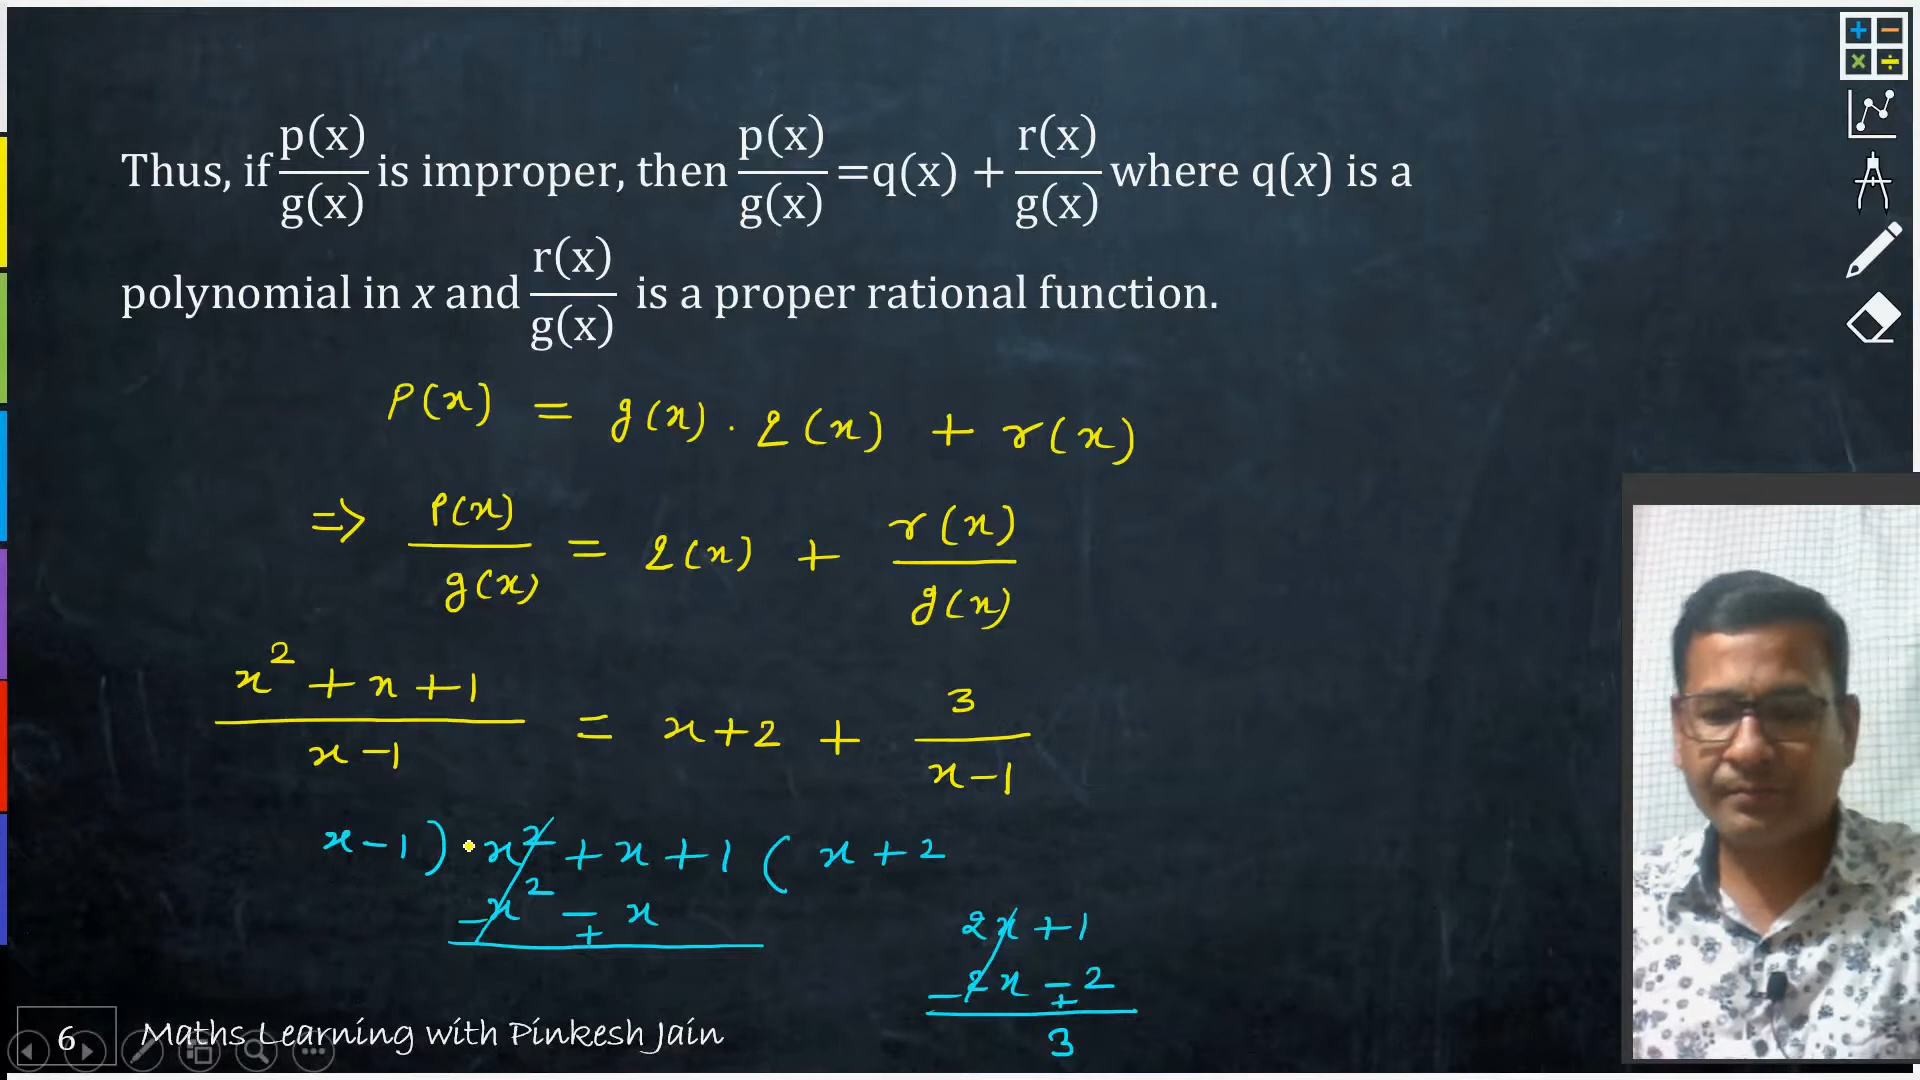 Thus, if p(x)/g(x) is improper, then p(x)/g(x) =q(x) + r(x)/g(x) where q(x) is a
polynomial in x and r(x)/g(x) is a proper rational function.
P(x) = g(x) . q(x) + r(x)
=> P(x)/g(x) = q(x) + r(x)/g(x)
x² + x + 1 / x - 1 = x + 2 + 3 / x - 1
x - 1 ) x² + x + 1 ( x + 2
- x² - x
+
2x + 1
- 2x - 2
+
3
6 Maths Learning with Pinkesh Jain